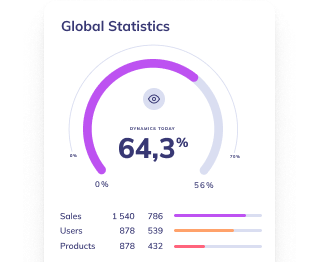 Global Statistics
DYNAMICS TODAY
64,3%
0%
70%
0%
56%
Sales 1 540 786
Users 878 539
Products 878 432